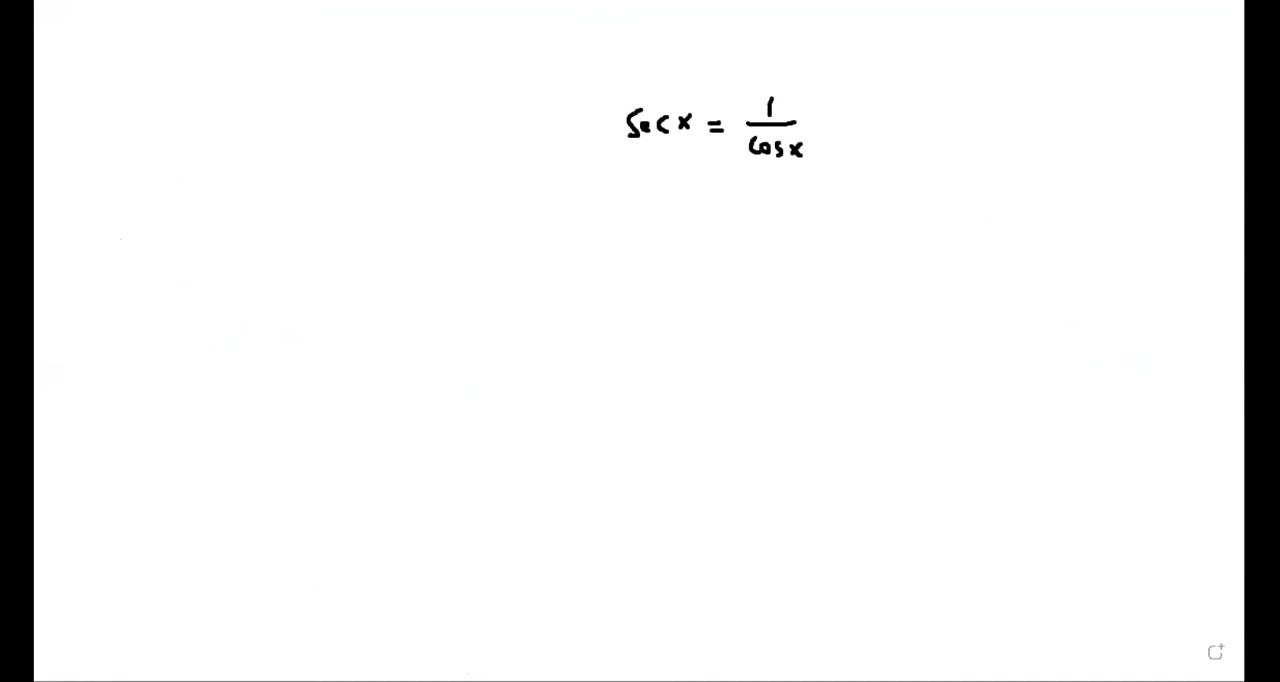 sec x = 1/cos x